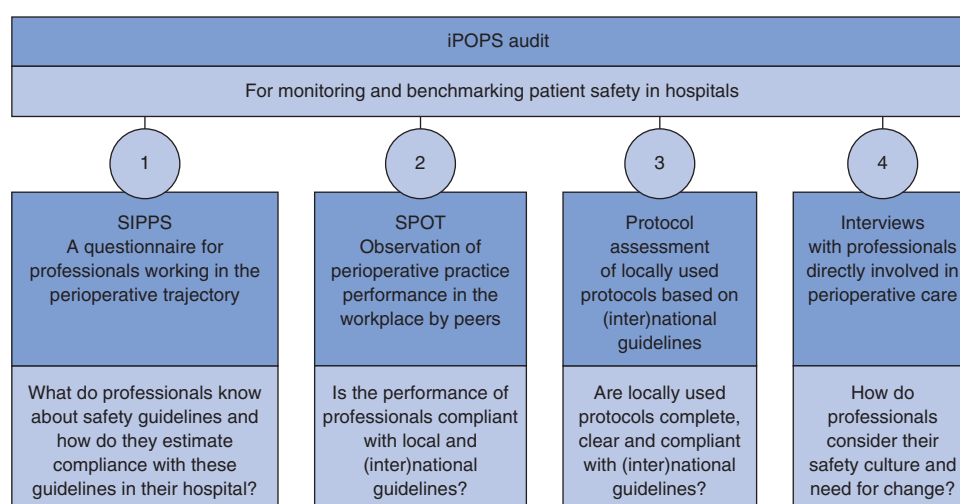 iPOPS audit
For monitoring and benchmarking patient safety in hospitals
1
2
3
4
SIPPS
A questionnaire for
professionals working in the
perioperative trajectory
SPOT
Observation of
perioperative practice
performance in the
workplace by peers
Protocol
assessment
of locally used
protocols based on
(inter)national
guidelines
Interviews
with professionals
directly involved in
perioperative care
What do professionals know
about safety guidelines and
how do they estimate
compliance with these
guidelines in their hospital?
Is the performance of
professionals compliant
with local and
(inter)national
guidelines?
Are locally used
protocols complete,
clear and compliant
with (inter)national
guidelines?
How do
professionals
consider their
safety culture and
need for change?